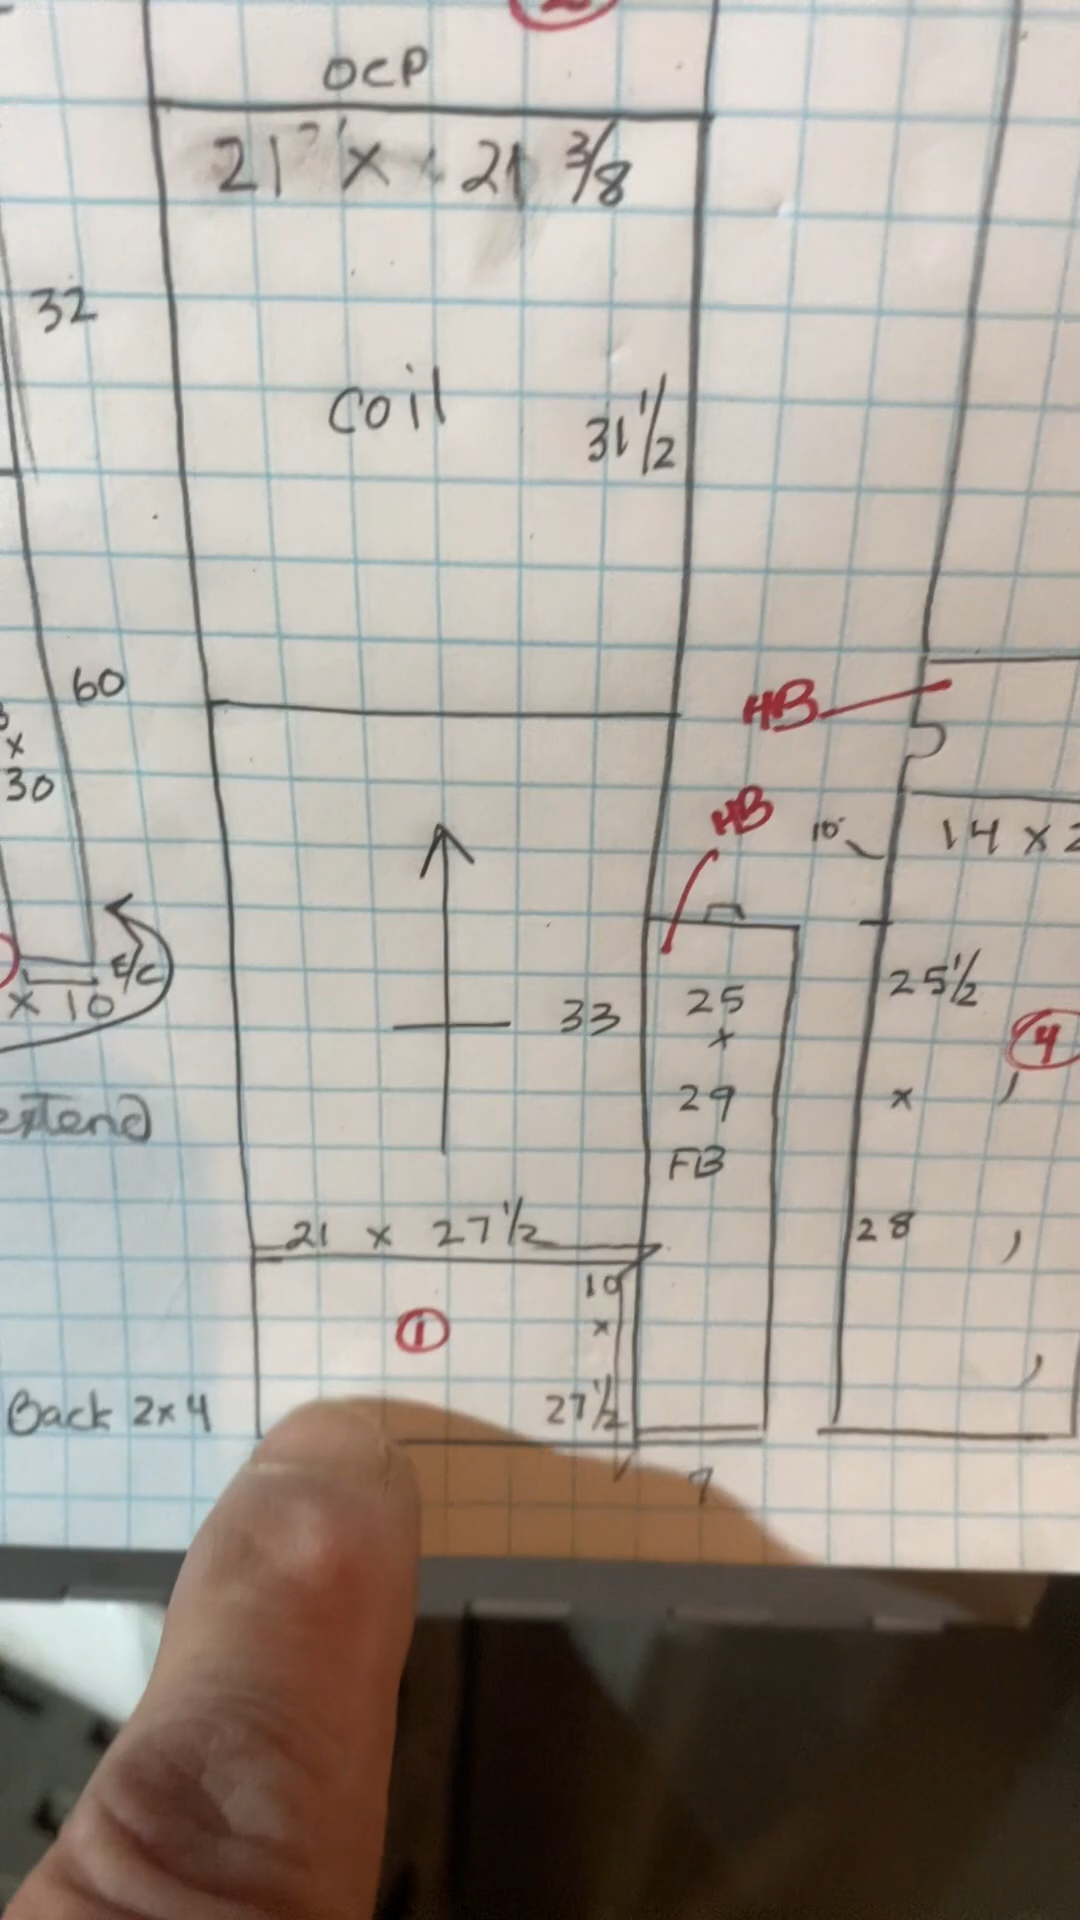 OCP
21" x 21 3/8
32
Coil
31 1/2
60
HB
x
30
HB
10"
14 x 2
E/C
25 1/2
x 10
33
25
x
29
FB
4
x
extend
28
21 x 27 1/2
10
x
27 1/2
1
Back 2x4